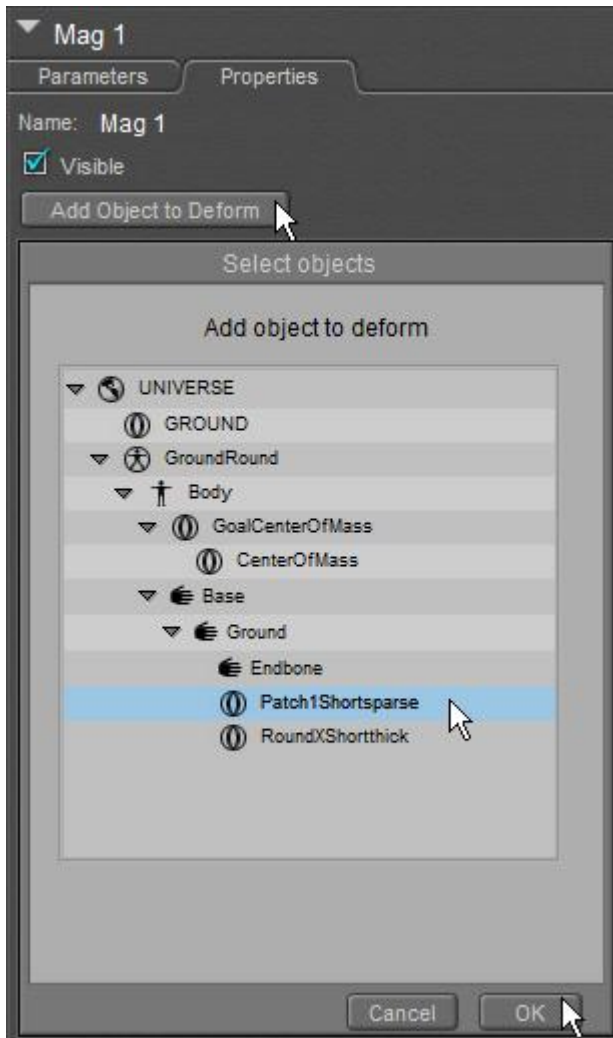 Mag 1
Parameters Properties
Name: Mag 1
Visible
Add Object to Deform
Select objects
Add object to deform
UNIVERSE
GROUND
GroundRound
Body
GoalCenterOfMass
CenterOfMass
Base
Ground
Endbone
Patch1Shortsparse
RoundXShortthick
Cancel OK